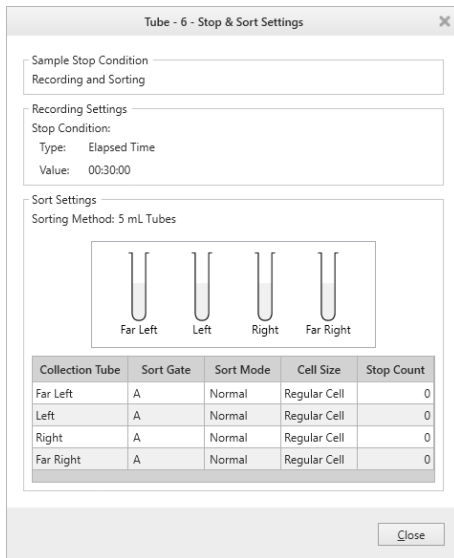 Tube - 6 - Stop & Sort Settings
Sample Stop Condition
Recording and Sorting
Recording Settings
Stop Condition:
Type: Elapsed Time
Value: 00:30:00
Sort Settings
Sorting Method: 5 mL Tubes
Far Left Left Right Far Right
Collection Tube Sort Gate Sort Mode Cell Size Stop Count
Far Left A Normal Regular Cell 0
Left A Normal Regular Cell 0
Right A Normal Regular Cell 0
Far Right A Normal Regular Cell 0
Close